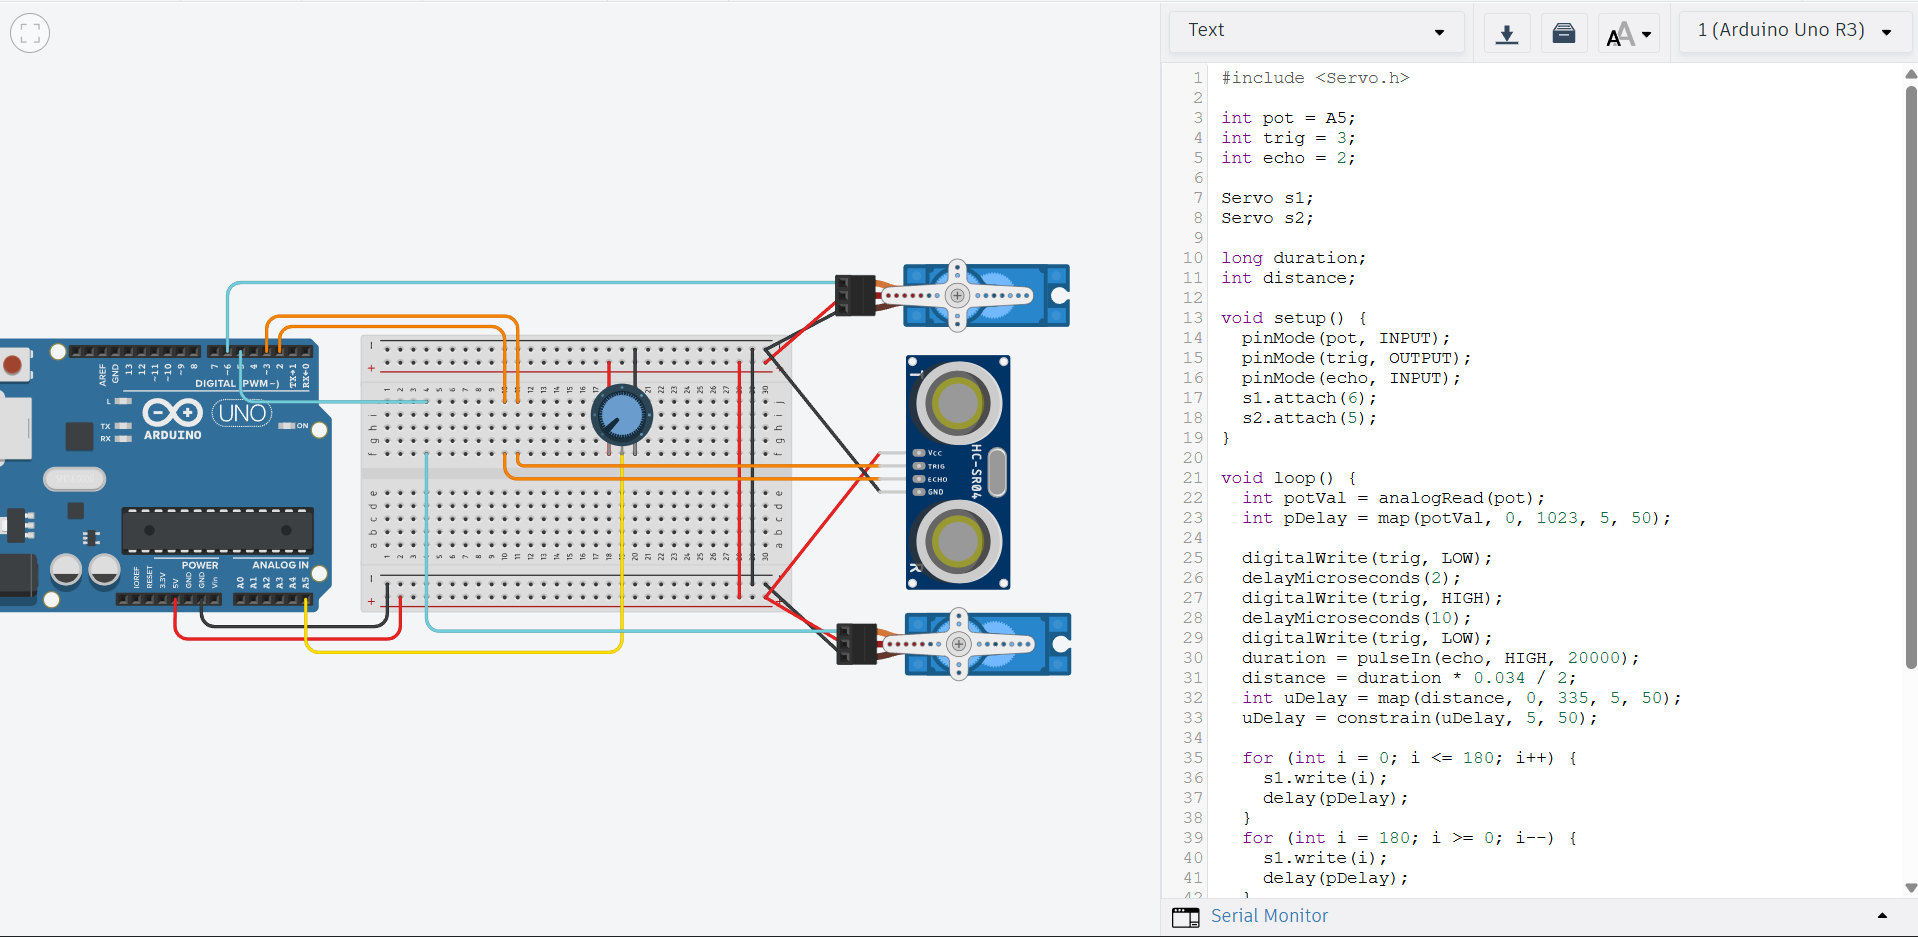 Text
1 (Arduino Uno R3)
1 #include <Servo.h>
2
3 int pot = A5;
4 int trig = 3;
5 int echo = 2;
6
7 Servo s1;
8 Servo s2;
9
10 long duration;
11 int distance;
12
13 void setup() {
14 pinMode(pot, INPUT);
15 pinMode(trig, OUTPUT);
16 pinMode(echo, INPUT);
17 s1.attach(6);
18 s2.attach(5);
19 }
20
21 void loop() {
22 int potVal = analogRead(pot);
23 int pDelay = map(potVal, 0, 1023, 5, 50);
24
25 digitalWrite(trig, LOW);
26 delayMicroseconds(2);
27 digitalWrite(trig, HIGH);
28 delayMicroseconds(10);
29 digitalWrite(trig, LOW);
30 duration = pulseIn(echo, HIGH, 20000);
31 distance = duration * 0.034 / 2;
32 int uDelay = map(distance, 0, 335, 5, 50);
33 uDelay = constrain(uDelay, 5, 50);
34
35 for (int i = 0; i <= 180; i++) {
36 s1.write(i);
37 delay(pDelay);
38 }
39 for (int i = 180; i >= 0; i--) {
40 s1.write(i);
41 delay(pDelay);
42 }
Serial Monitor
AREF
GND
13
12
~11
~10
~9
8
7
~6
4
~3
2
TX→1
RX←0
DIGITAL (PWM~)
L
TX
RX
ARDUINO
UNO
ON
POWER
ANALOG IN
IOREF
RESET
3.3V
5V
GND
GND
Vin
A0
A1
A2
A3
A4
A5
T
Vcc
TRIG
ECHO
GND
HC-SR04
R